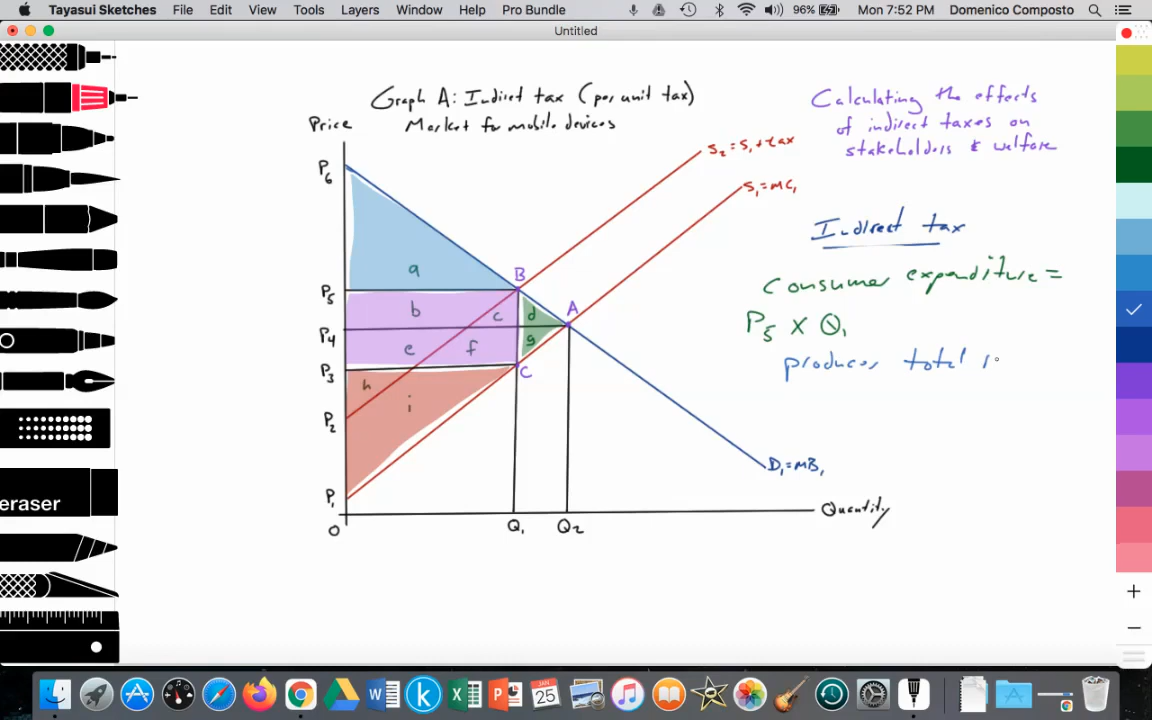 Tayasui Sketches File Edit View Tools Layers Window Help Pro Bundle 96% Mon 7:52 PM Domenico Composto
Untitled
Graph A: Indirect tax (per unit tax)
Market for mobile devices
Calculating the effects
of indirect taxes on
stakeholders & welfare
Price
S₂ = S₁ + tax
S₁ = MC₁
P₆
Indirect tax
a
B
Consumer expenditure =
P₅
b
c
d
A
P₅ x Q₁
P₄
e
f
g
producer total r
P₃
C
h
i
P₂
D₁ = MB₁
P₁
0
Q₁
Q₂
Quantity
eraser
JAN
25